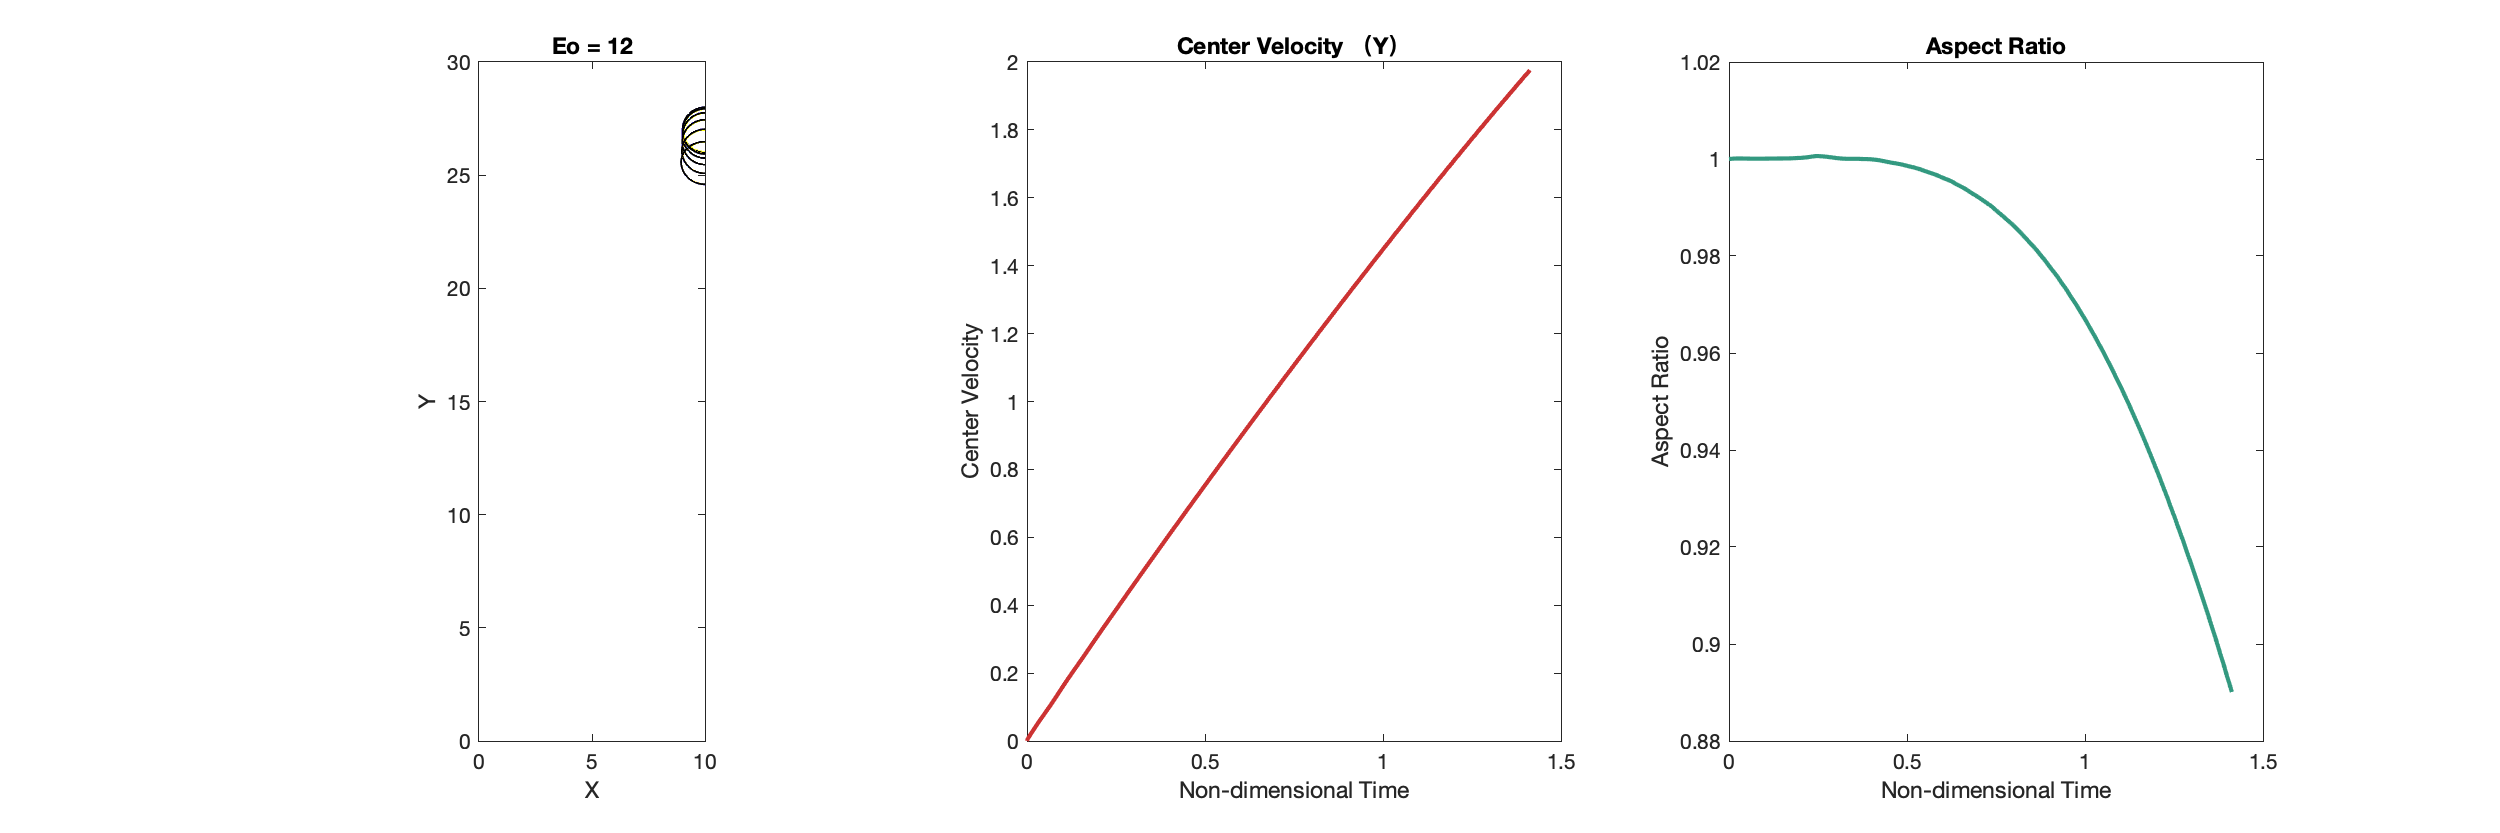 Eo = 12
30
25
20
15
10
5
0
Y
0 5 10
X
Center Velocity (Y)
2
1.8
1.6
1.4
1.2
1
0.8
0.6
0.4
0.2
0
Center Velocity
0 0.5 1 1.5
Non-dimensional Time
Aspect Ratio
1.02
1
0.98
0.96
0.94
0.92
0.9
0.88
Aspect Ratio
0 0.5 1 1.5
Non-dimensional Time